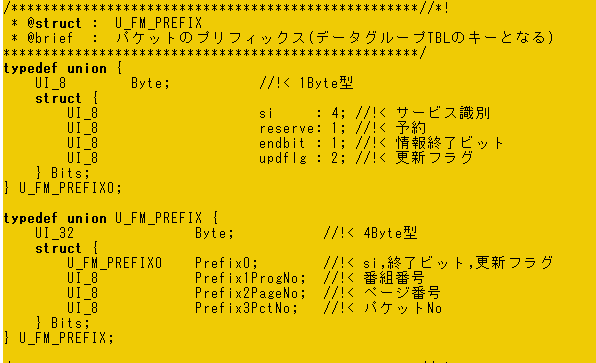 /***************************************************//*!
 * @struct :  U_FM_PREFIX
 * @brief  :  パケットのプリフィックス(データグループTBLのキーとなる)
****************************************************/
typedef union {
    UI_8        Byte;           //!< 1Byte型
    struct {
        UI_8                    si     : 4; //!< サービス識別
        UI_8                    reserve: 1; //!< 予約
        UI_8                    endbit : 1; //!< 情報終了ビット
        UI_8                    updflg : 2; //!< 更新フラグ
    } Bits;
} U_FM_PREFIX0;

typedef union U_FM_PREFIX {
    UI_32               Byte;           //!< 4Byte型
    struct {
        U_FM_PREFIX0    Prefix0;        //!< si,終了ビット,更新フラグ
        UI_8            Prefix1ProgNo;  //!< 番組番号
        UI_8            Prefix2PageNo;  //!< ページ番号
        UI_8            Prefix3PctNo;   //!< パケットNo
    } Bits;
} U_FM_PREFIX;